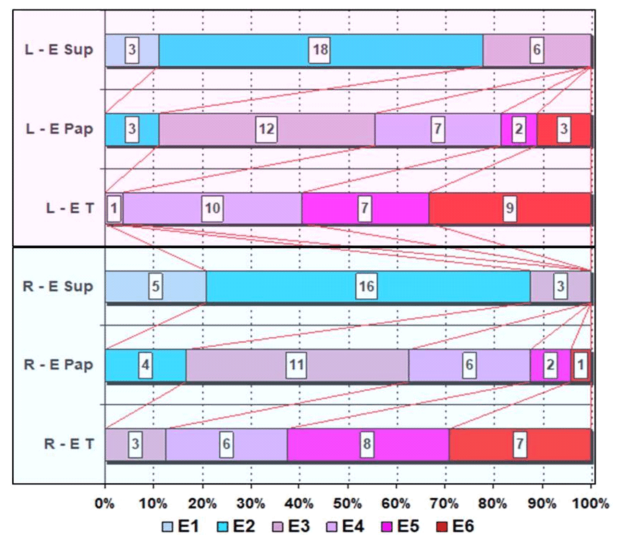 L - E Sup 3 18 6
L - E Pap 3 12 7 2 3
L - E T 1 10 7 9
R - E Sup 5 16 3
R - E Pap 4 11 6 2 1
R - E T 3 6 8 7
0% 10% 20% 30% 40% 50% 60% 70% 80% 90% 100%
E1 E2 E3 E4 E5 E6